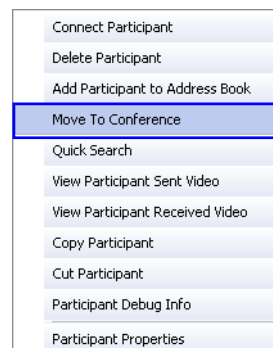 Connect Participant
Delete Participant
Add Participant to Address Book
Move To Conference
Quick Search
View Participant Sent Video
View Participant Received Video
Copy Participant
Cut Participant
Participant Debug Info
Participant Properties